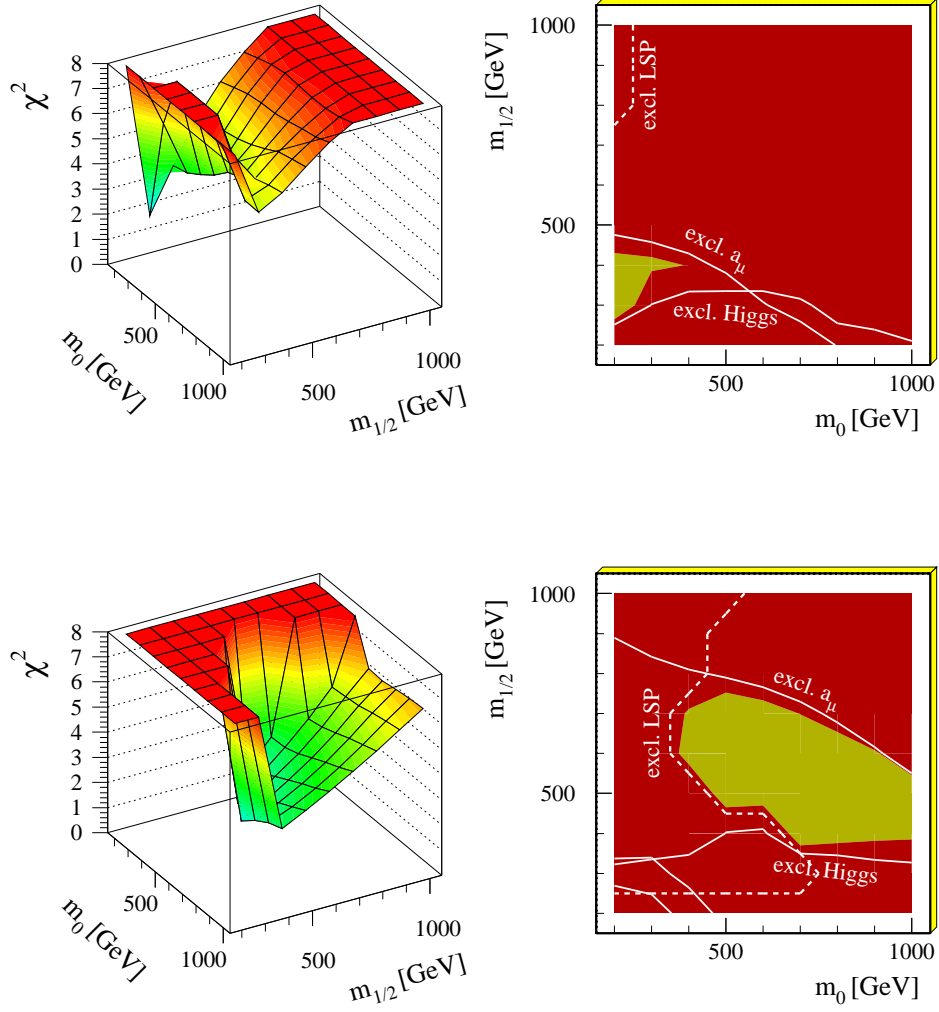 χ²
8
7
6
5
4
3
2
1
0
500
1000
m₀ [GeV]
500
1000
m₁/₂ [GeV]
m₁/₂ [GeV]
1000
500
excl. LSP
excl. aμ
excl. Higgs
500
1000
m₀ [GeV]
χ²
8
7
6
5
4
3
2
1
0
500
1000
m₀ [GeV]
500
1000
m₁/₂ [GeV]
m₁/₂ [GeV]
1000
500
excl. LSP
excl. aμ
excl. Higgs
500
1000
m₀ [GeV]